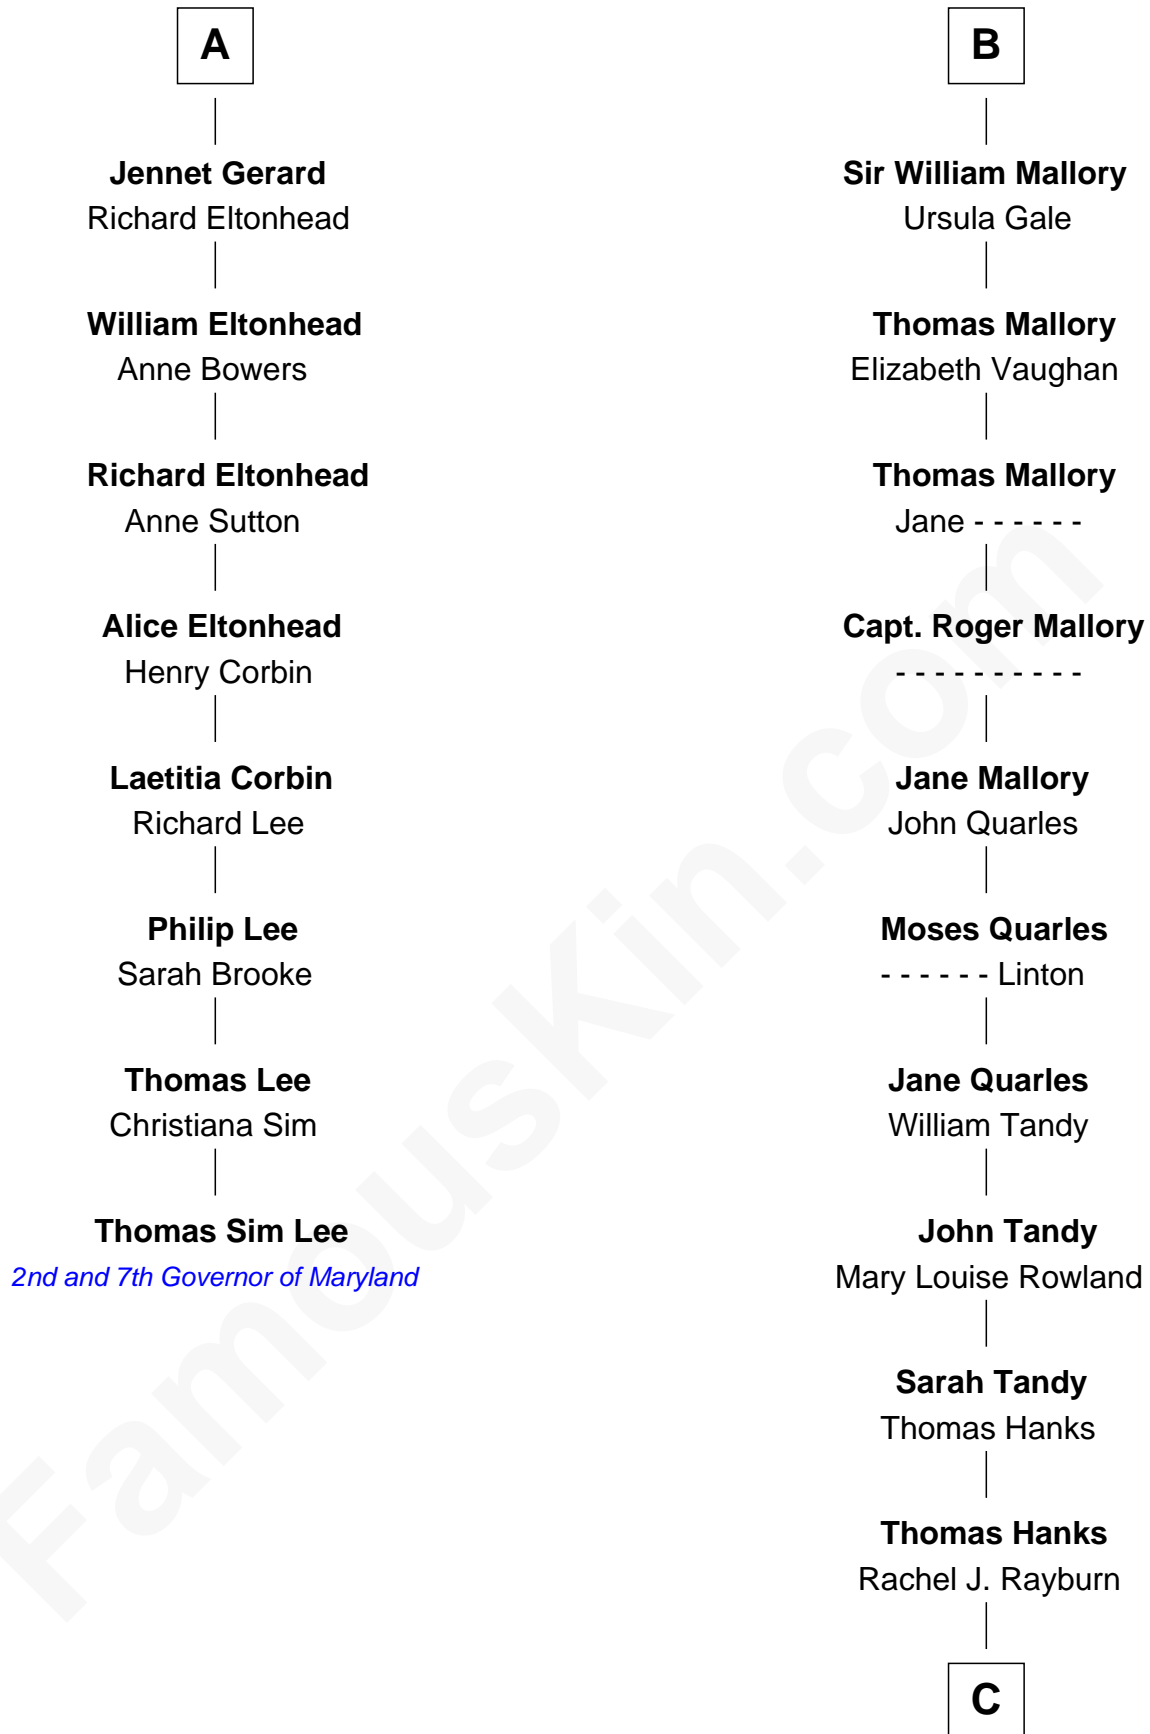 A
Jennet Gerard
Richard Eltonhead
William Eltonhead
Anne Bowers
Richard Eltonhead
Anne Sutton
Alice Eltonhead
Henry Corbin
Laetitia Corbin
Richard Lee
Philip Lee
Sarah Brooke
Thomas Lee
Christiana Sim
Thomas Sim Lee
2nd and 7th Governor of Maryland
B
Sir William Mallory
Ursula Gale
Thomas Mallory
Elizabeth Vaughan
Thomas Mallory
Jane - - - - - -
Capt. Roger Mallory
- - - - - - - - - -
Jane Mallory
John Quarles
Moses Quarles
- - - - - - Linton
Jane Quarles
William Tandy
John Tandy
Mary Louise Rowland
Sarah Tandy
Thomas Hanks
Thomas Hanks
Rachel J. Rayburn
C
FamousKin.com